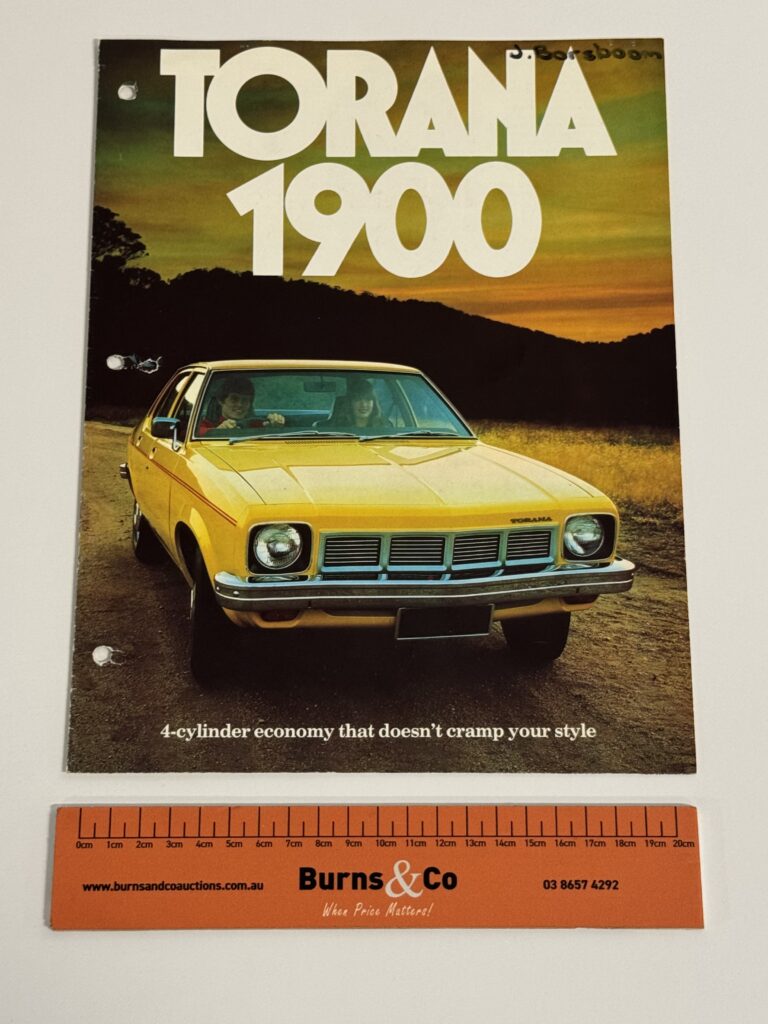 J. Borsboom
TORANA
1900
TORANA
4-cylinder economy that doesn't cramp your style
0cm 1cm 2cm 3cm 4cm 5cm 6cm 7cm 8cm 9cm 10cm 11cm 12cm 13cm 14cm 15cm 16cm 17cm 18cm 19cm 20cm
www.burnsandcoauctions.com.au Burns&Co 03 8657 4292
When Price Matters!